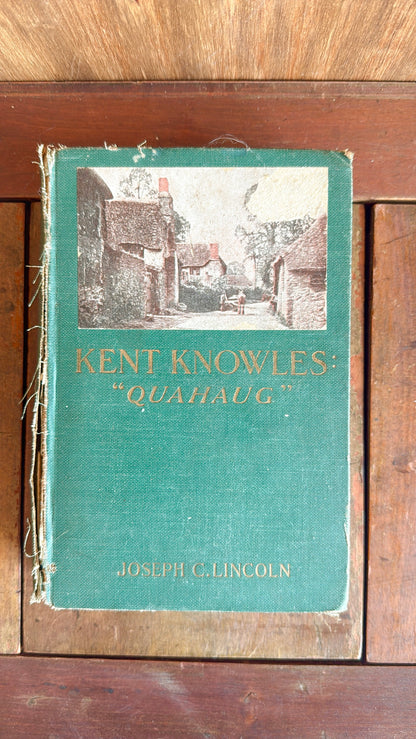 KENT KNOWLES:
"QUAHAUG"
JOSEPH C. LINCOLN